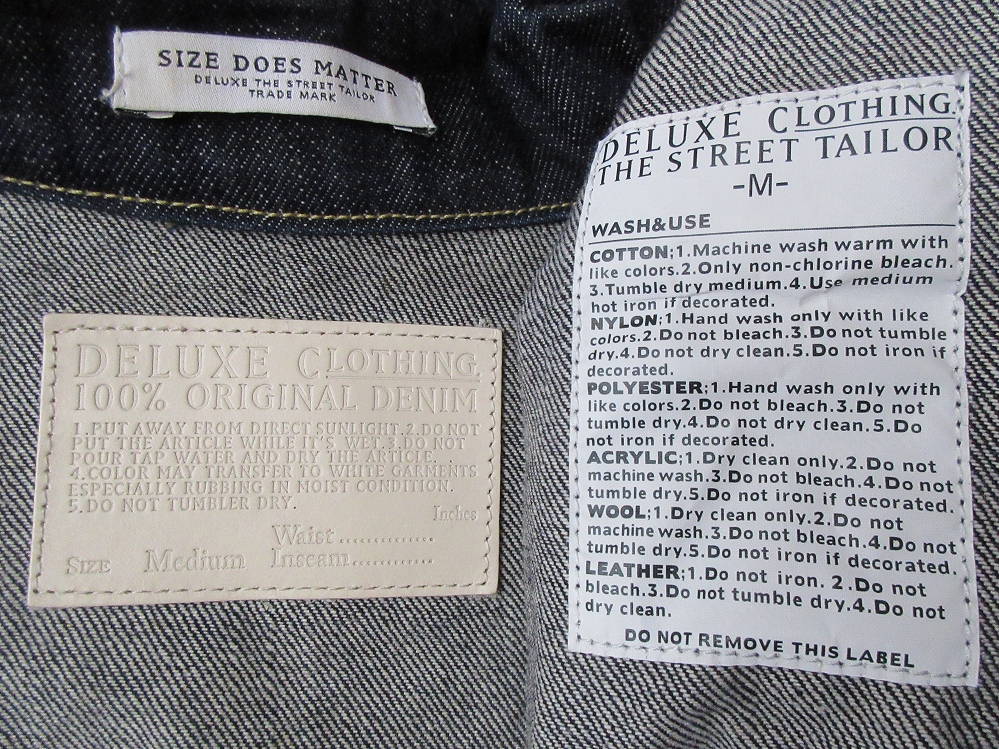 SIZE DOES MATTER
DELUXE THE STREET TAILOR
TRADE MARK
DELUXE CLOTHING
100% ORIGINAL DENIM
1.PUT AWAY FROM DIRECT SUNLIGHT.2.DO NOT
PUT THE ARTICLE WHILE IT'S WET.3.DO NOT
POUR TAP WATER AND DRY THE ARTICLE.
4.COLOR MAY TRANSFER TO WHITE GARMENTS
ESPECIALLY RUBBING IN MOIST CONDITION.
5.DO NOT TUMBLER DRY.
Inches
Waist..............
SIZE Medium Inseam............
DELUXE CLOTHING
THE STREET TAILOR
-M-
WASH&USE
COTTON;1.Machine wash warm with
like colors.2.Only non-chlorine bleach.
3.Tumble dry medium.4.Use medium
hot iron if decorated.
NYLON;1.Hand wash only with like
colors.2.Do not bleach.3.Do not tumble
dry.4.Do not dry clean.5.Do not iron if
decorated.
POLYESTER;1.Hand wash only with
like colors.2.Do not bleach.3.Do not
tumble dry.4.Do not dry clean.5.Do
not iron if decorated.
ACRYLIC;1.Dry clean only.2.Do not
machine wash.3.Do not bleach.4.Do not
tumble dry.5.Do not iron if decorated.
WOOL;1.Dry clean only.2.Do not
machine wash.3.Do not bleach.4.Do not
tumble dry.5.Do not iron if decorated.
LEATHER;1.Do not iron. 2.Do not
bleach.3.Do not tumble dry.4.Do not
dry clean.
DO NOT REMOVE THIS LABEL